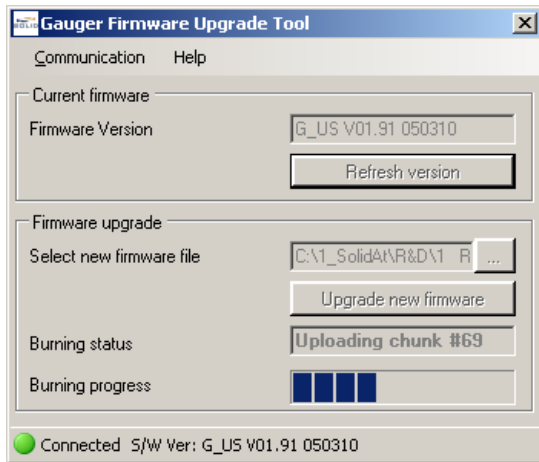 SOLID Gauger Firmware Upgrade Tool
Communication Help
Current firmware
Firmware Version G_US V01.91 050310
Refresh version
Firmware upgrade
Select new firmware file C:\1_SolidAt\R&D\1 R ...
Upgrade new firmware
Burning status Uploading chunk #69
Burning progress
Connected S/W Ver: G_US V01.91 050310